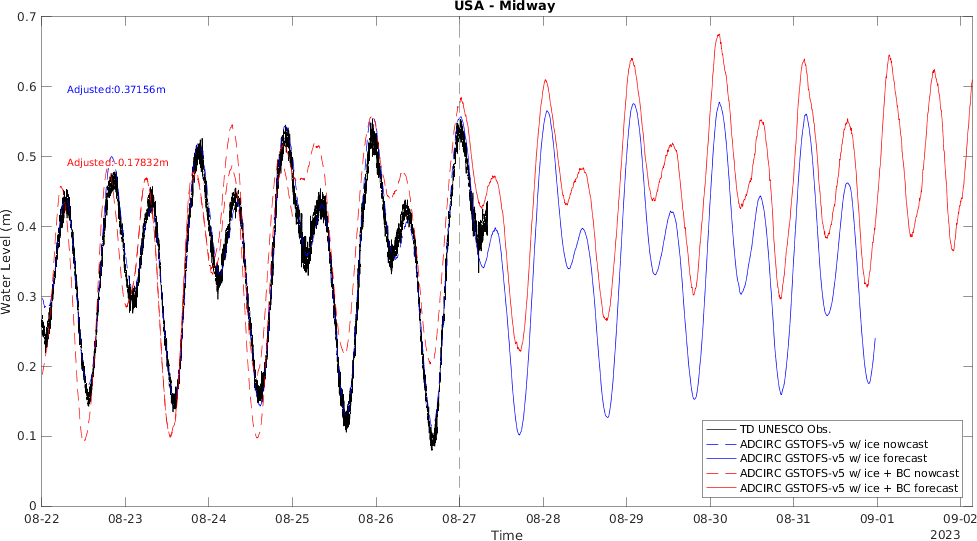 USA - Midway
0.7
0.6
0.5
0.4
0.3
0.2
0.1
0
Water Level (m)
Adjusted:0.37156m
Adjusted:-0.17832m
TD UNESCO Obs.
ADCIRC GSTOFS-v5 w/ ice nowcast
ADCIRC GSTOFS-v5 w/ ice forecast
ADCIRC GSTOFS-v5 w/ ice + BC nowcast
ADCIRC GSTOFS-v5 w/ ice + BC forecast
08-22 08-23 08-24 08-25 08-26 08-27 08-28 08-29 08-30 08-31 09-01 09-02
Time
2023